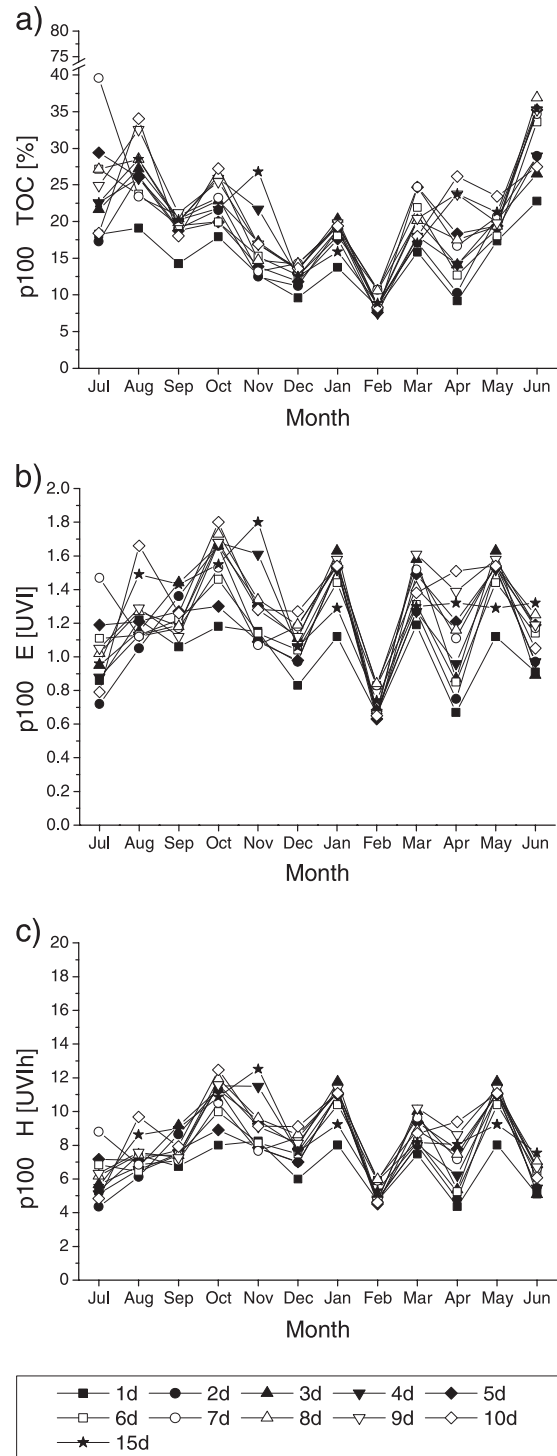 a)
80
75
40
35
30
25
20
15
10
5
0
p100 TOC [%]
Jul Aug Sep Oct Nov Dec Jan Feb Mar Apr May Jun
Month
b)
2.0
1.8
1.6
1.4
1.2
1.0
0.8
0.6
0.4
0.2
0.0
p100 E [UVI]
Jul Aug Sep Oct Nov Dec Jan Feb Mar Apr May Jun
Month
c)
20
18
16
14
12
10
8
6
4
2
0
p100 H [UVIh]
Jul Aug Sep Oct Nov Dec Jan Feb Mar Apr May Jun
Month
1d 2d 3d 4d 5d
6d 7d 8d 9d 10d
15d